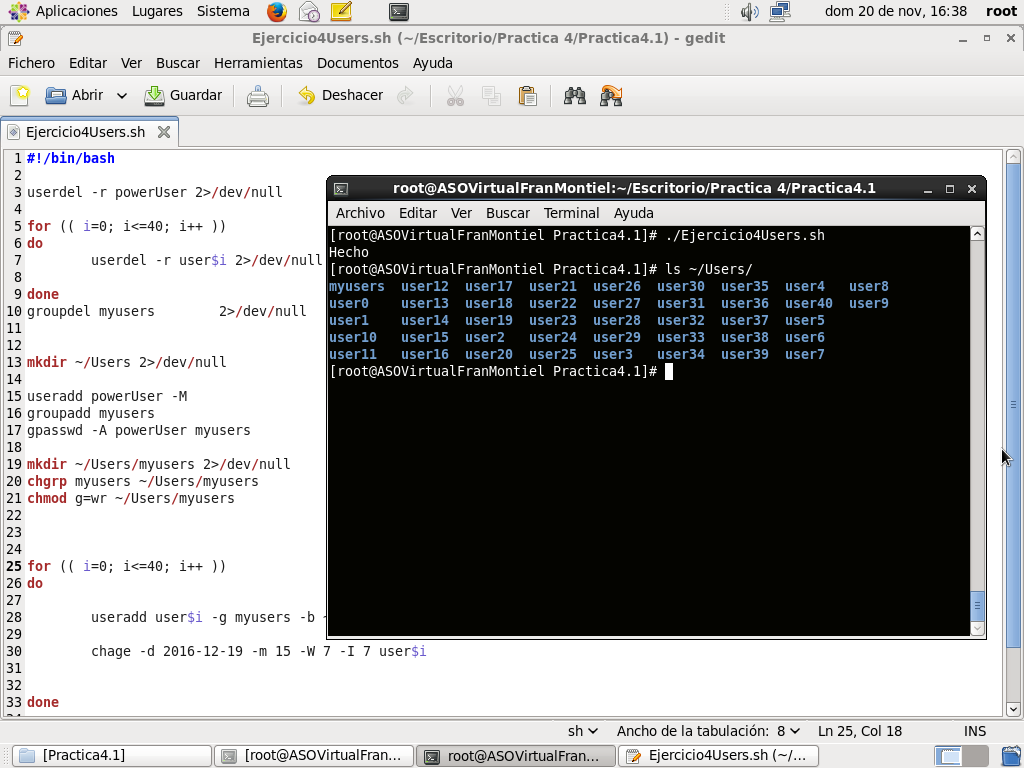 Aplicaciones Lugares Sistema dom 20 de nov, 16:38 root
Ejercicio4Users.sh (~/Escritorio/Practica 4/Practica4.1) - gedit
Fichero Editar Ver Buscar Herramientas Documentos Ayuda
Abrir Guardar Deshacer
Ejercicio4Users.sh
1 #!/bin/bash
2
3 userdel -r powerUser 2>/dev/null
4
5 for (( i=0; i<=40; i++ ))
6 do
7 userdel -r user$i 2>/dev/null
8
9 done
10 groupdel myusers 2>/dev/null
11
12
13 mkdir ~/Users 2>/dev/null
14
15 useradd powerUser -M
16 groupadd myusers
17 gpasswd -A powerUser myusers
18
19 mkdir ~/Users/myusers 2>/dev/null
20 chgrp myusers ~/Users/myusers
21 chmod g=wr ~/Users/myusers
22
23
24
25 for (( i=0; i<=40; i++ ))
26 do
27
28 useradd user$i -g myusers -b
29
30 chage -d 2016-12-19 -m 15 -W 7 -I 7 user$i
31
32
33 done
root@ASOVirtualFranMontiel:~/Escritorio/Practica 4/Practica4.1
Archivo Editar Ver Buscar Terminal Ayuda
[root@ASOVirtualFranMontiel Practica4.1]# ./Ejercicio4Users.sh
Hecho
[root@ASOVirtualFranMontiel Practica4.1]# ls ~/Users/
myusers user12 user17 user21 user26 user30 user35 user4 user8
user0 user13 user18 user22 user27 user31 user36 user40 user9
user1 user14 user19 user23 user28 user32 user37 user5
user10 user15 user2 user24 user29 user33 user38 user6
user11 user16 user20 user25 user3 user34 user39 user7
[root@ASOVirtualFranMontiel Practica4.1]#
sh Ancho de la tabulación: 8 Ln 25, Col 18 INS
[Practica4.1] [root@ASOVirtualFran... root@ASOVirtualFran... Ejercicio4Users.sh (~/...